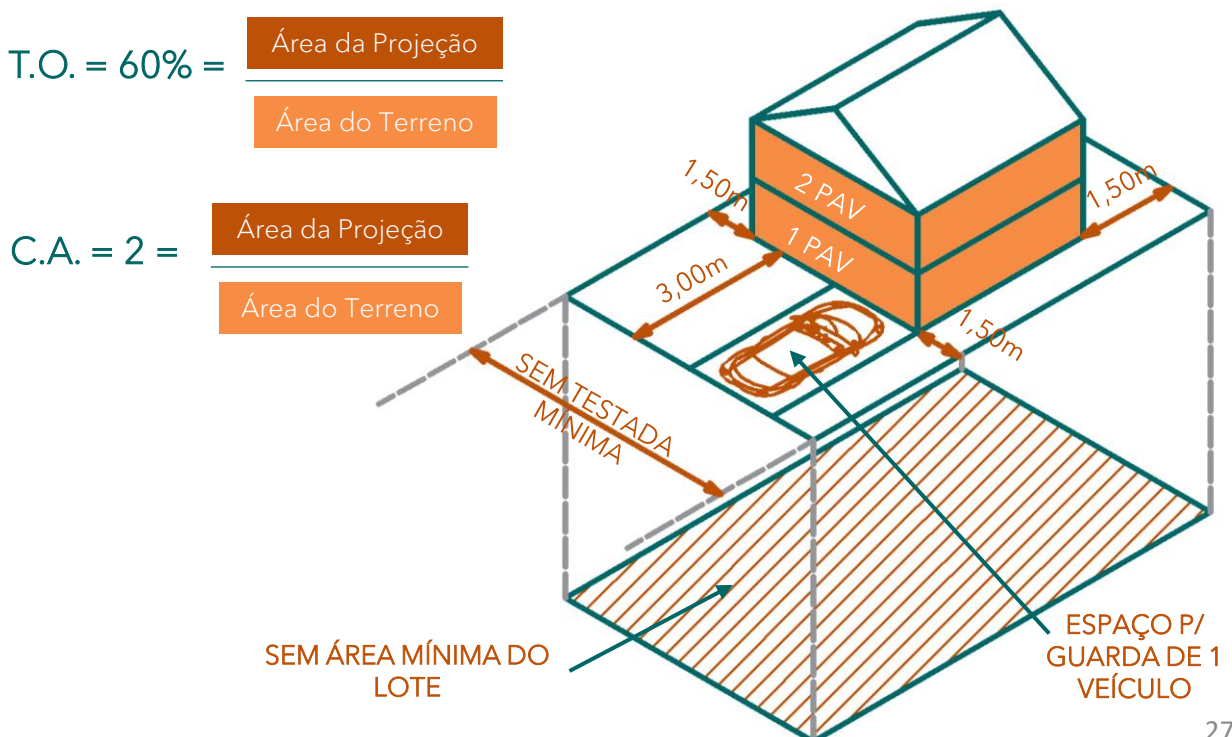 T.O. = 60% =
Área da Projeção
Área do Terreno
C.A. = 2 =
Área da Projeção
Área do Terreno
2 PAV
1 PAV
1,50m
1,50m
3,00m
1,50m
SEM TESTADA
MÍNIMA
SEM ÁREA MÍNIMA DO
LOTE
ESPAÇO P/
GUARDA DE 1
VEÍCULO
27